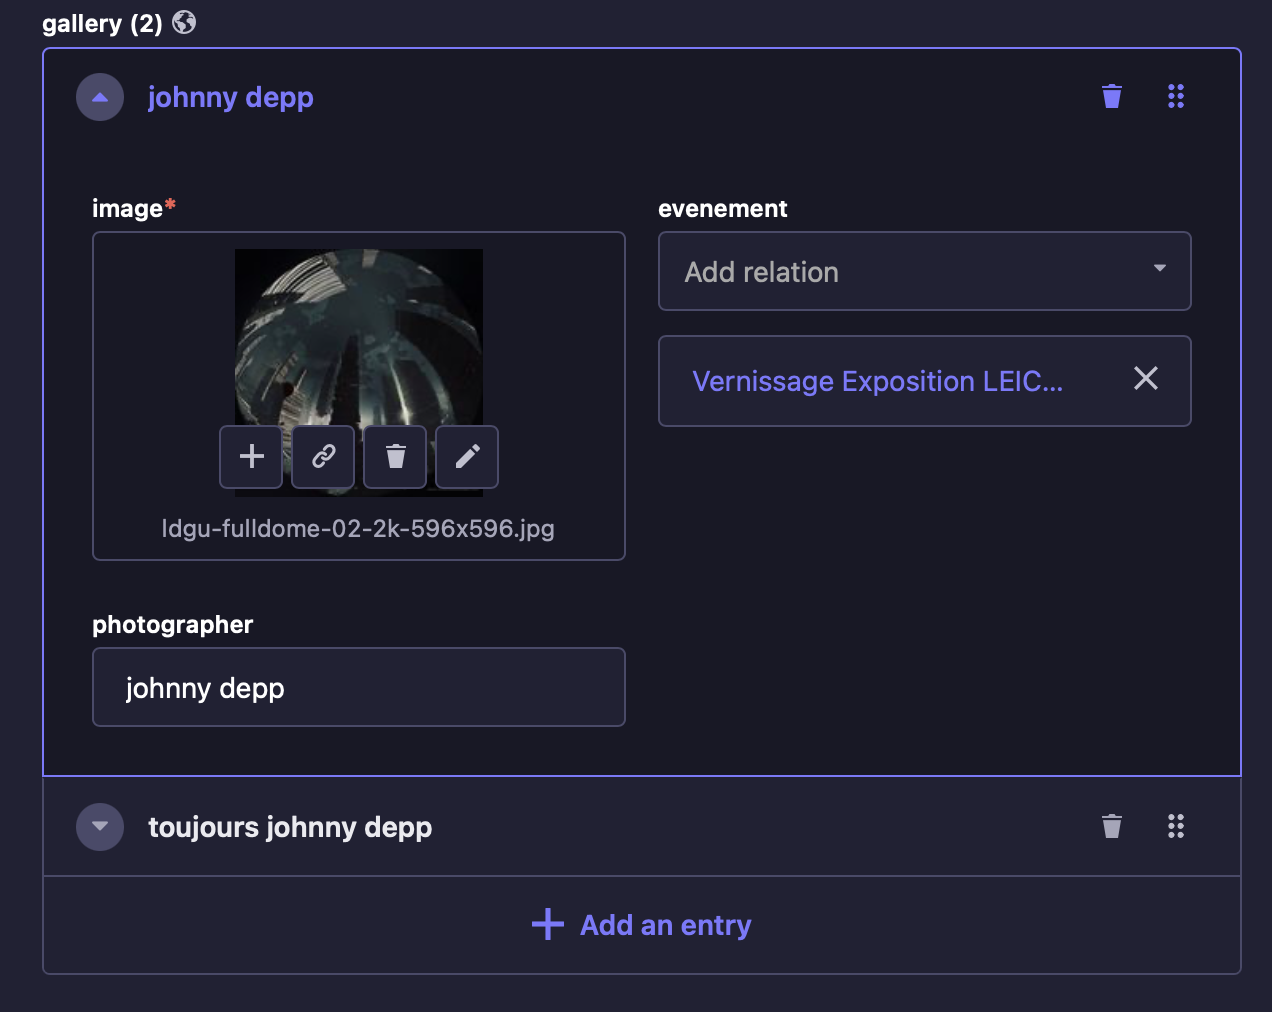 gallery (2)
johnny depp
image*
evenement
Add relation
Vernissage Exposition LEIC...
ldgu-fulldome-02-2k-596x596.jpg
photographer
johnny depp
toujours johnny depp
Add an entry